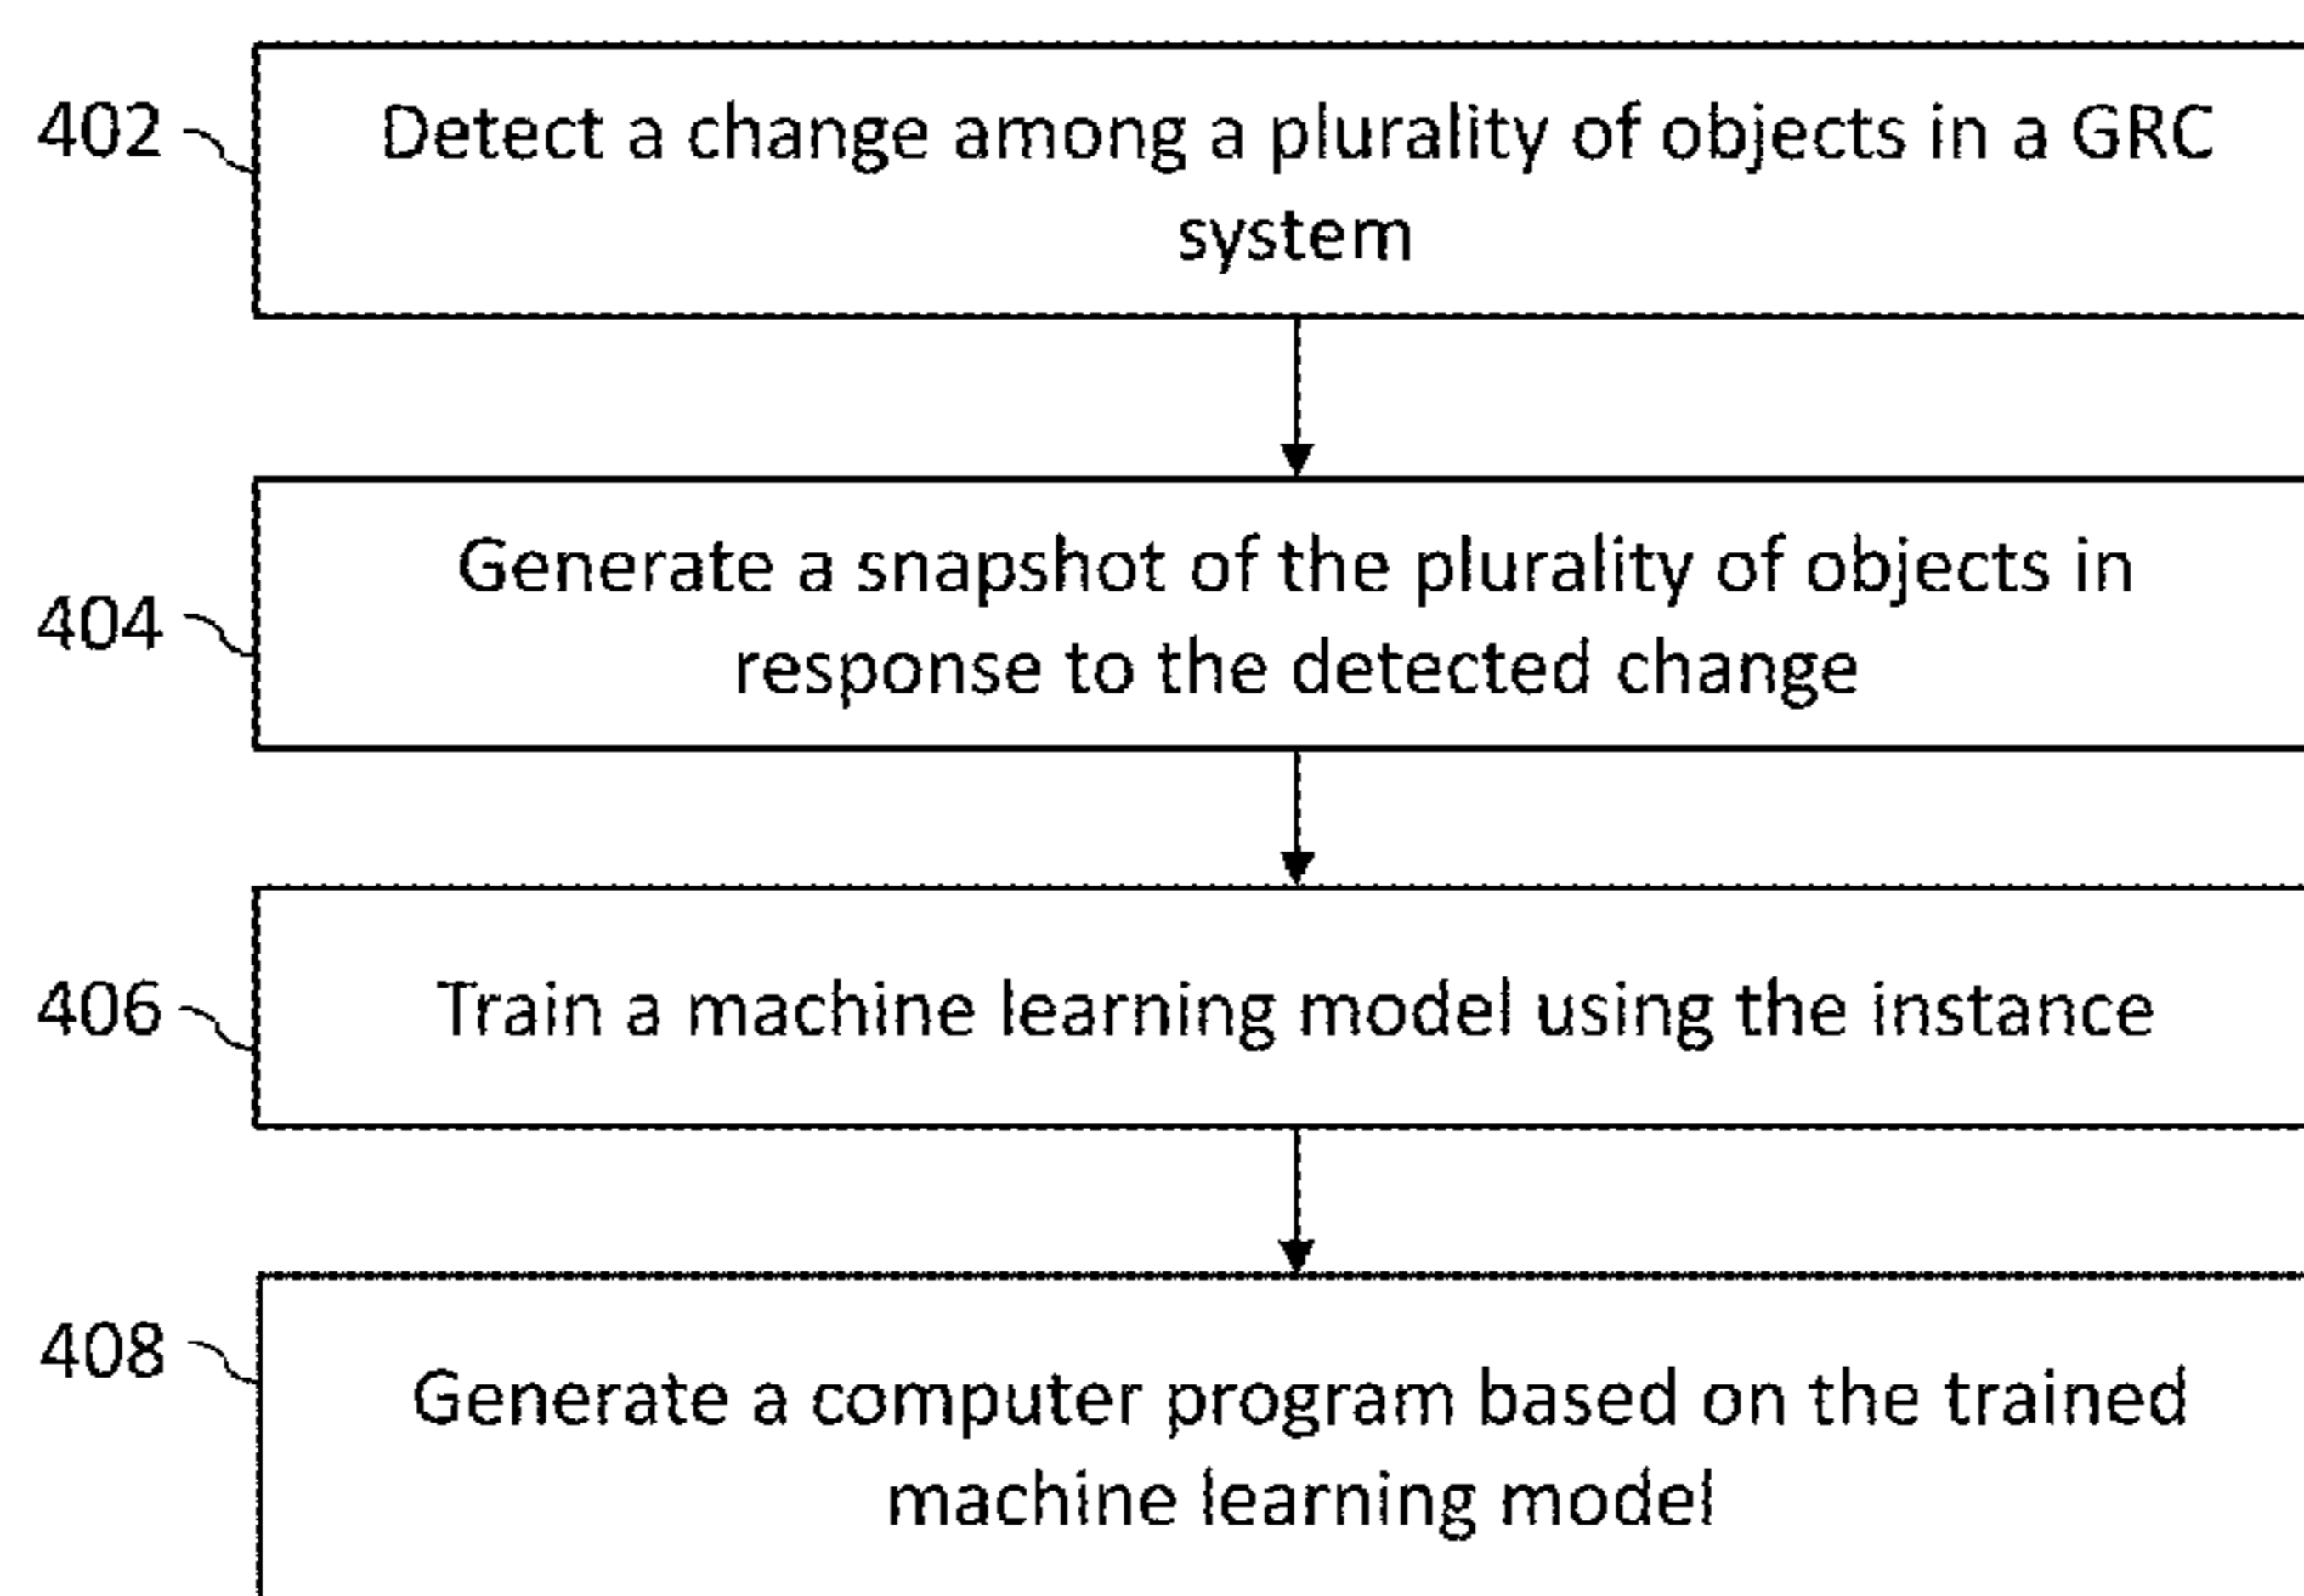 402
Detect a change among a plurality of objects in a GRC
system
404
Generate a snapshot of the plurality of objects in
response to the detected change
406
Train a machine learning model using the instance
408
Generate a computer program based on the trained
machine learning model